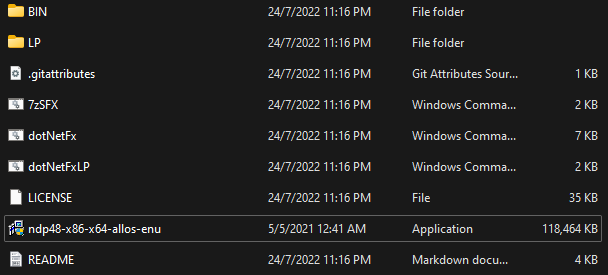 BIN 24/7/2022 11:16 PM File folder
LP 24/7/2022 11:16 PM File folder
.gitattributes 24/7/2022 11:16 PM Git Attributes Sour... 1 KB
7zSFX 24/7/2022 11:16 PM Windows Comma... 2 KB
dotNetFx 24/7/2022 11:16 PM Windows Comma... 7 KB
dotNetFxLP 24/7/2022 11:16 PM Windows Comma... 2 KB
LICENSE 24/7/2022 11:16 PM File 35 KB
ndp48-x86-x64-allos-enu 5/5/2021 12:41 AM Application 118,464 KB
README 24/7/2022 11:16 PM Markdown docu... 4 KB